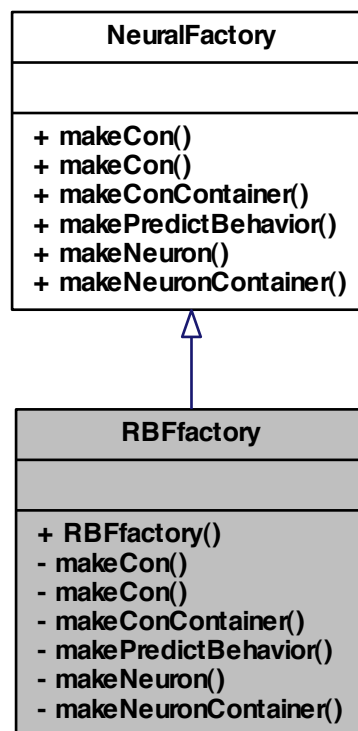 NeuralFactory
+ makeCon()
+ makeCon()
+ makeConContainer()
+ makePredictBehavior()
+ makeNeuron()
+ makeNeuronContainer()
RBFfactory
+ RBFfactory()
- makeCon()
- makeCon()
- makeConContainer()
- makePredictBehavior()
- makeNeuron()
- makeNeuronContainer()